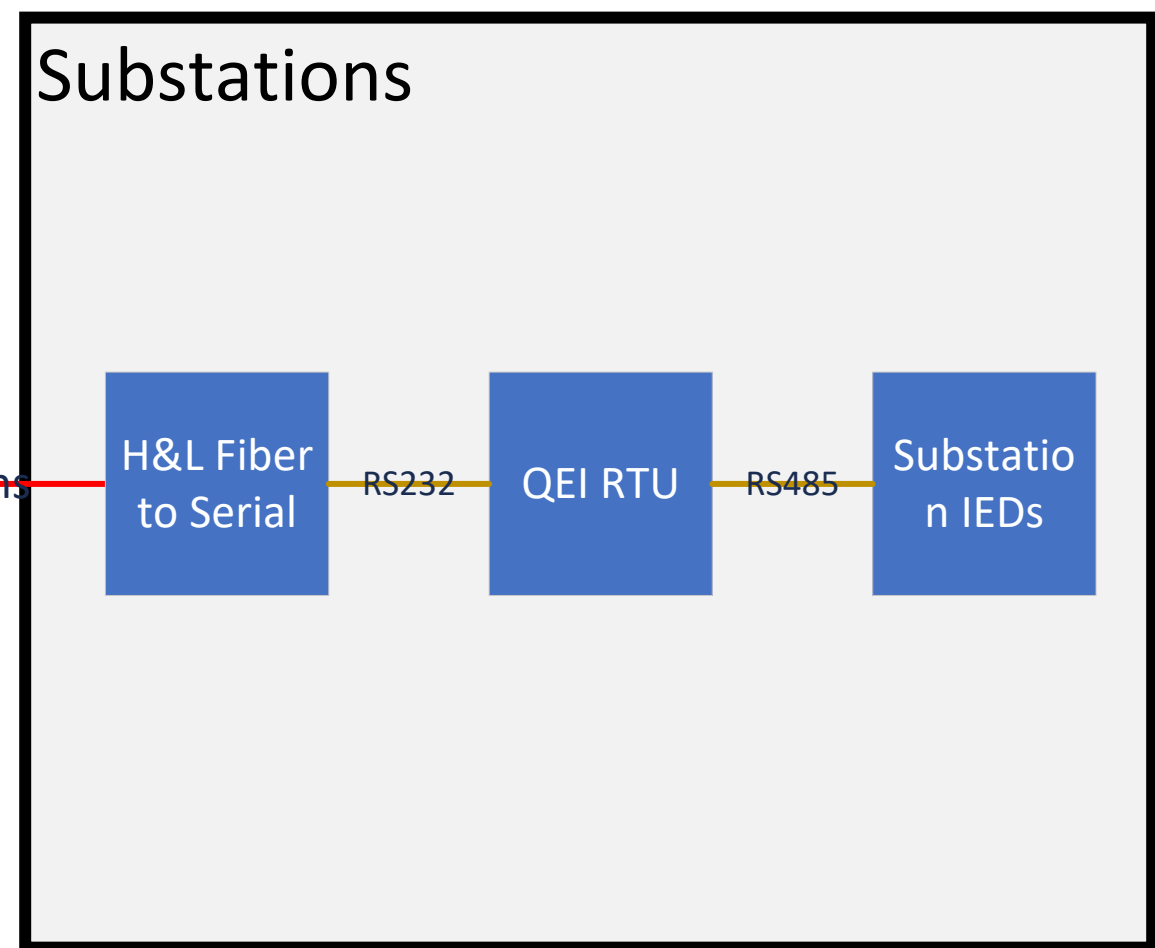 Substations
H&L Fiber
to Serial
RS232
QEI RTU
RS485
Substatio
n IEDs